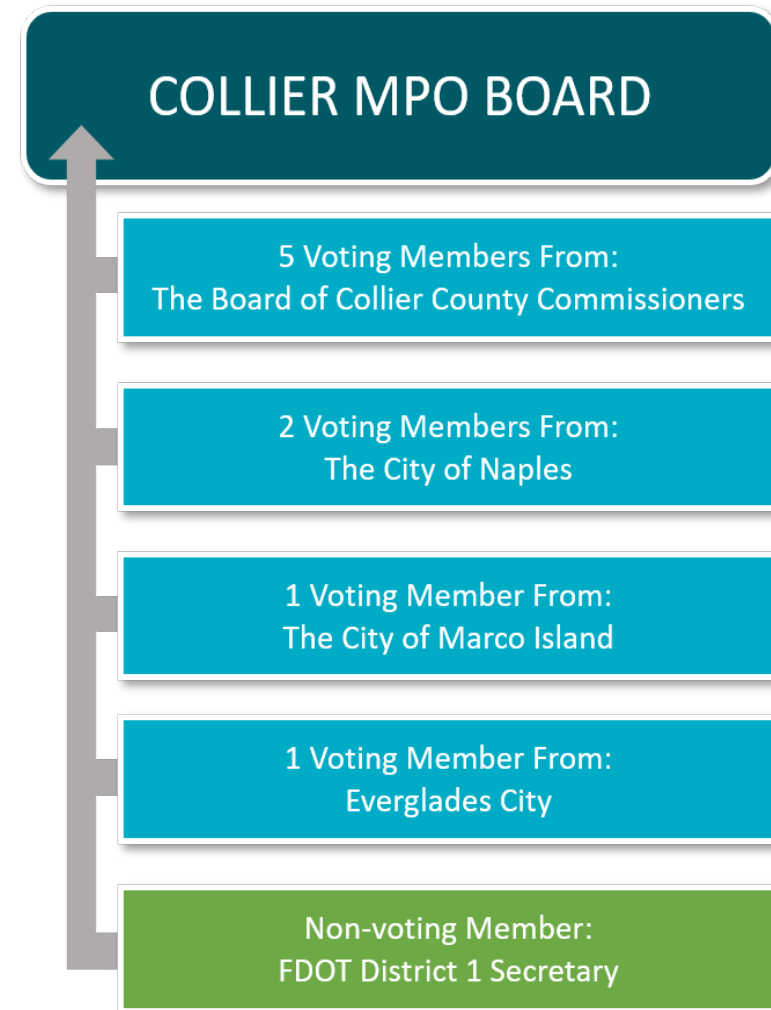 COLLIER MPO BOARD
5 Voting Members From:
The Board of Collier County Commissioners
2 Voting Members From:
The City of Naples
1 Voting Member From:
The City of Marco Island
1 Voting Member From:
Everglades City
Non-voting Member:
FDOT District 1 Secretary